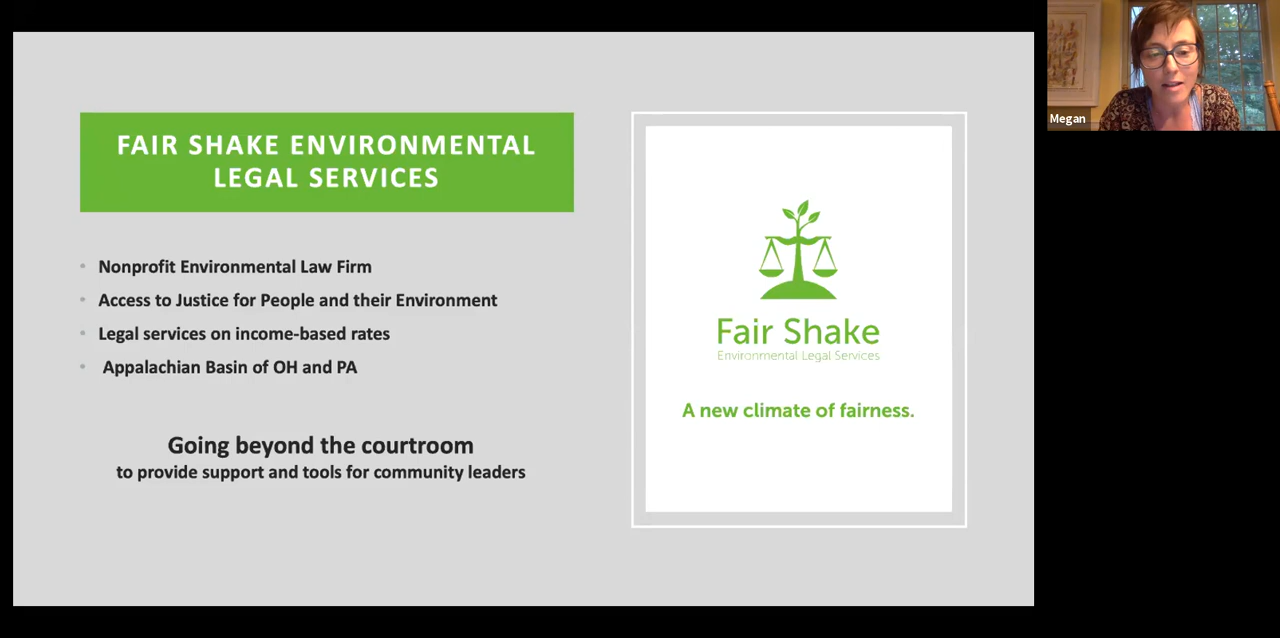 FAIR SHAKE ENVIRONMENTAL
LEGAL SERVICES
• Nonprofit Environmental Law Firm
• Access to Justice for People and their Environment
• Legal services on income-based rates
• Appalachian Basin of OH and PA
Going beyond the courtroom
to provide support and tools for community leaders
Fair Shake
Environmental Legal Services
A new climate of fairness.
Megan